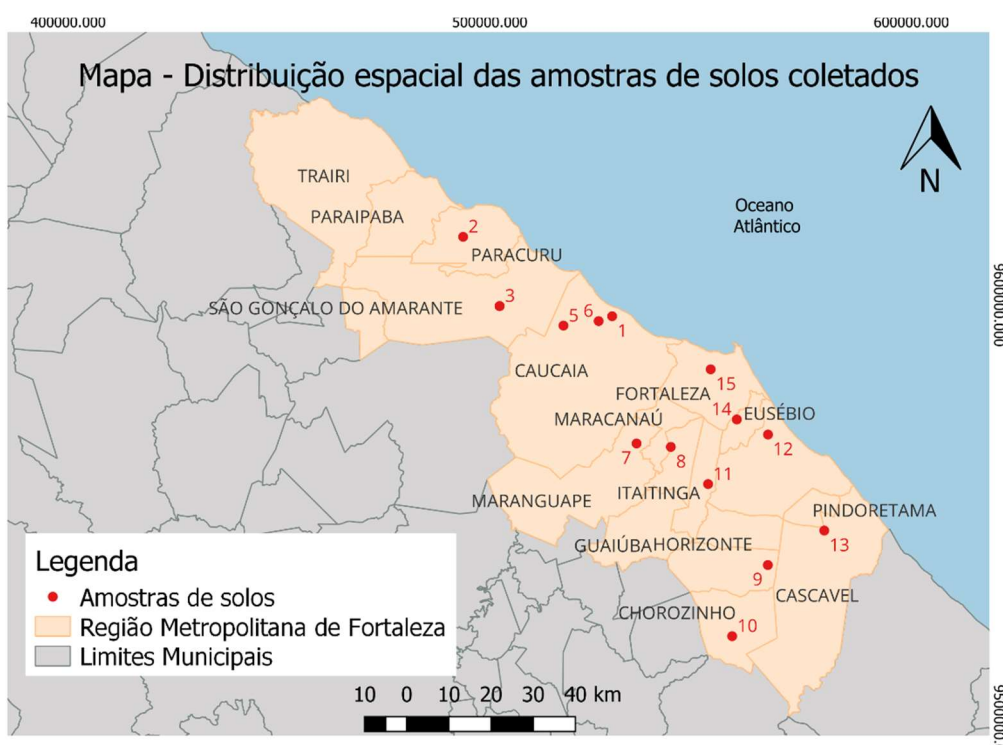 400000.000
500000.000
600000.000
Mapa - Distribuição espacial das amostras de solos coletados
N
Oceano
Atlântico
TRAIRI
PARAIPABA
2
PARACURU
SÃO GONÇALO DO AMARANTE
3
5
6
1
CAUCAIA
15
FORTALEZA
14
EUSÉBIO
MARACANAÚ
12
7
8
11
ITAITINGA
MARANGUAPE
PINDORETAMA
13
GUAIÚBA
HORIZONTE
9
CASCAVEL
CHOROZINHO
10
Legenda
Amostras de solos
Região Metropolitana de Fortaleza
Limites Municipais
10 0 10 20 30 40 km